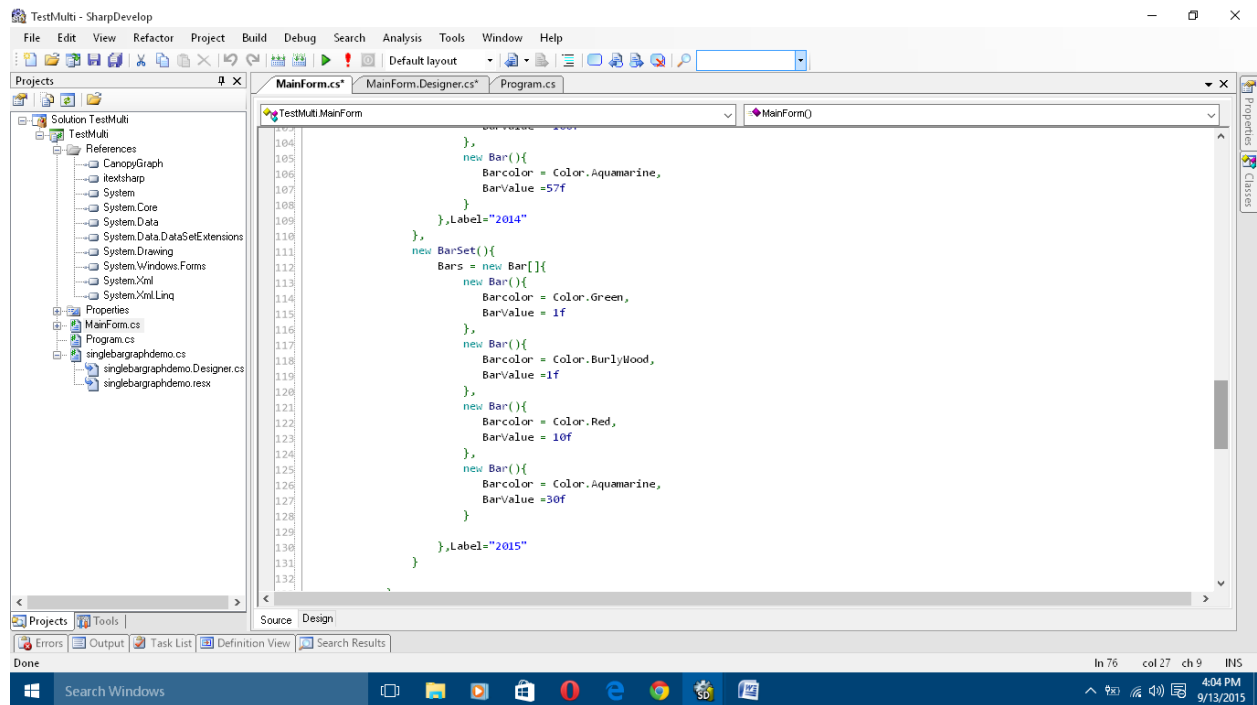 TestMulti - SharpDevelop
File Edit View Refactor Project Build Debug Search Analysis Tools Window Help
Default layout
Projects
MainForm.cs* MainForm.Designer.cs* Program.cs
TestMulti.MainForm
MainForm()
Solution TestMulti
TestMulti
References
CanopyGraph
itextsharp
System
System.Core
System.Data
System.Data.DataSetExtensions
System.Drawing
System.Windows.Forms
System.Xml
System.Xml.Linq
Properties
MainForm.cs
Program.cs
singlebargraphdemo.cs
singlebargraphdemo.Designer.cs
singlebargraphdemo.resx
104 },
105 new Bar(){
106 Barcolor = Color.Aquamarine,
107 BarValue =57f
108 }
109 },Label="2014"
110 },
111 new BarSet(){
112 Bars = new Bar[]{
113 new Bar(){
114 Barcolor = Color.Green,
115 BarValue = 1f
116 },
117 new Bar(){
118 Barcolor = Color.BurlyWood,
119 BarValue =1f
120 },
121 new Bar(){
122 Barcolor = Color.Red,
123 BarValue = 10f
124 },
125 new Bar(){
126 Barcolor = Color.Aquamarine,
127 BarValue =30f
128 }
129
130 },Label="2015"
131 }
132
Properties
Classes
Projects Tools
Source Design
Errors Output Task List Definition View Search Results
Done
ln 76 col 27 ch 9 INS
Search Windows
4:04 PM
9/13/2015